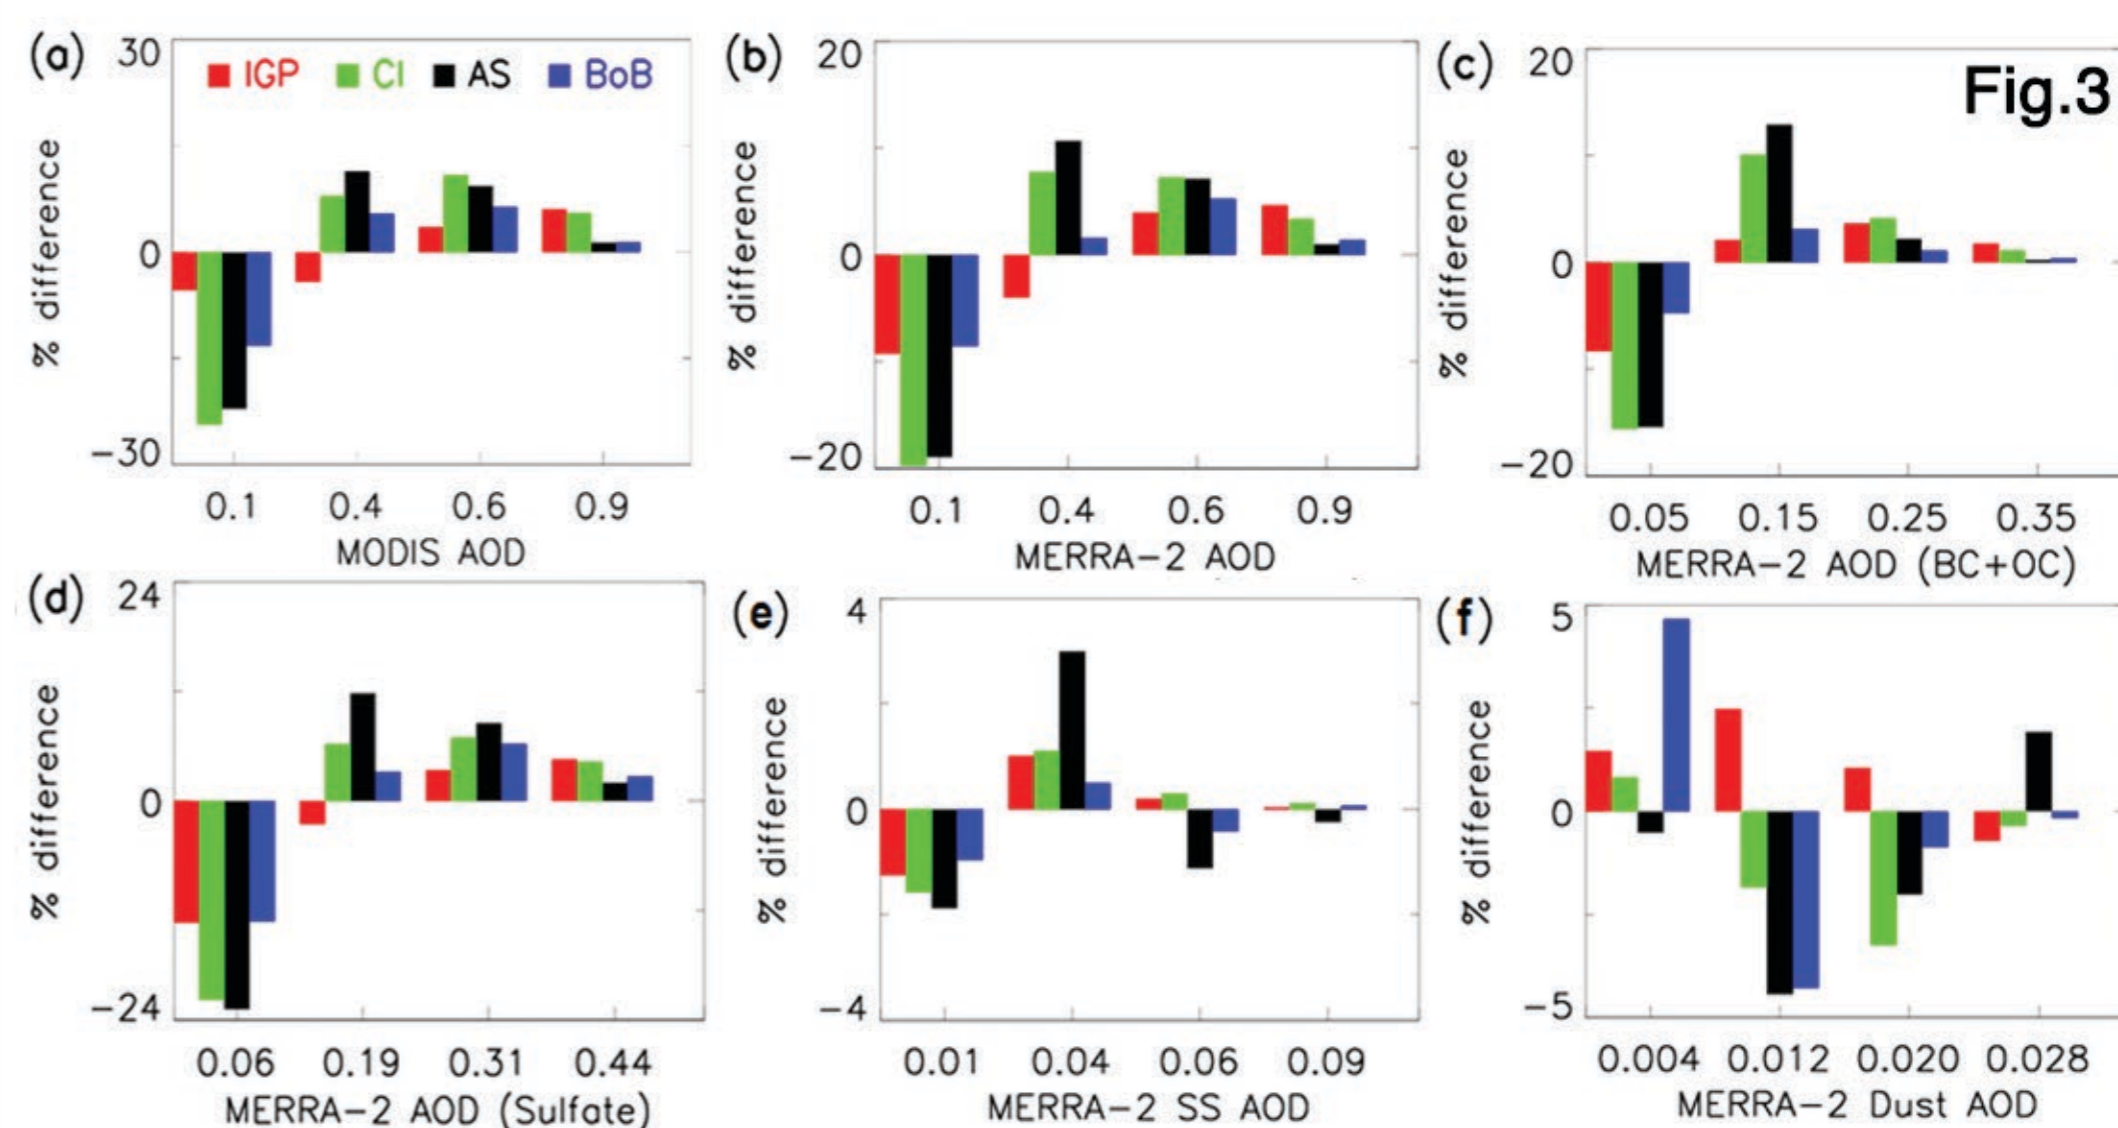 (a)
30
IGP CI AS BoB
0
-30
% difference
0.1 0.4 0.6 0.9
MODIS AOD
(b)
20
0
-20
% difference
0.1 0.4 0.6 0.9
MERRA-2 AOD
(c)
20
Fig.3
0
-20
% difference
0.05 0.15 0.25 0.35
MERRA-2 AOD (BC+OC)
(d)
24
0
-24
% difference
0.06 0.19 0.31 0.44
MERRA-2 AOD (Sulfate)
(e)
4
0
-4
% difference
0.01 0.04 0.06 0.09
MERRA-2 SS AOD
(f)
5
0
-5
% difference
0.004 0.012 0.020 0.028
MERRA-2 Dust AOD